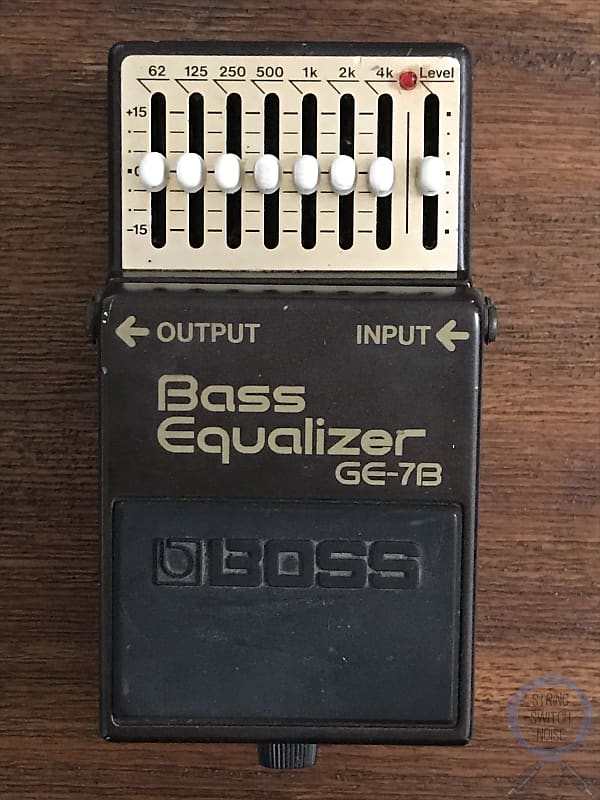 62 125 250 500 1k 2k 4k Level
+15
0
-15
← OUTPUT INPUT ←
Bass
Equalizer
GE-7B
BOSS
STRING
SWITCH
NOISE